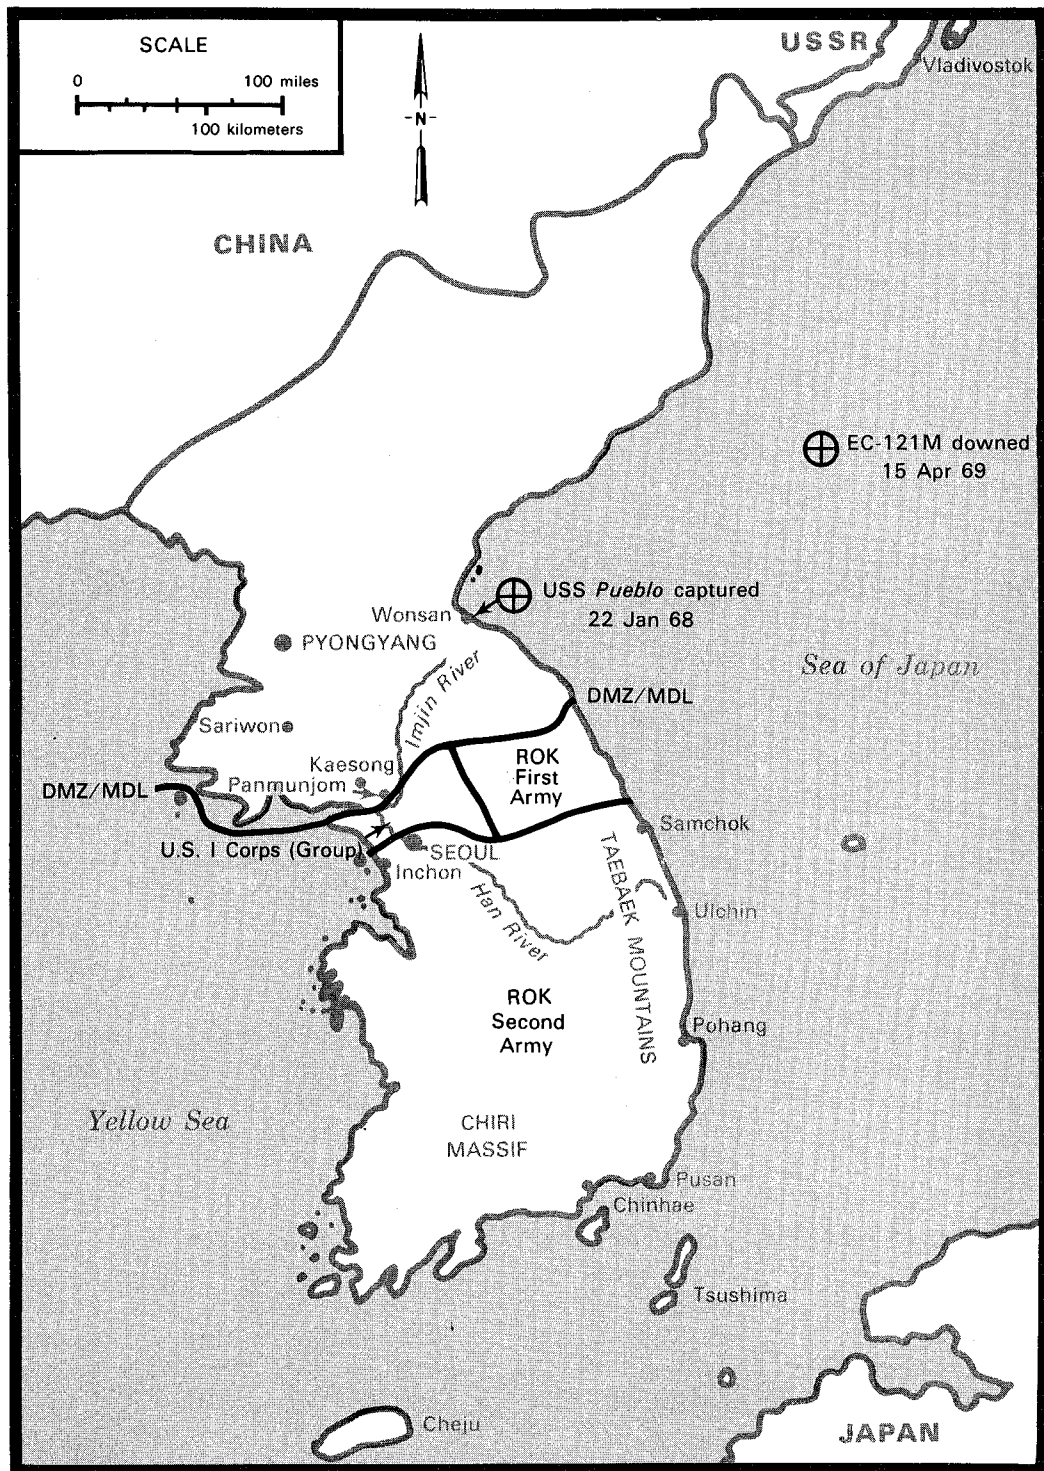 SCALE
0 100 miles
100 kilometers
-N-
USSR
Vladivostok
CHINA
EC-121M downed
15 Apr 69
USS Pueblo captured
22 Jan 68
Wonsan
PYONGYANG
Sea of Japan
Imjin River
DMZ/MDL
Sariwon
ROK
First
Army
Kaesong
Panmunjom
DMZ/MDL
Samchok
U.S. I Corps (Group)
SEOUL
Inchon
TAEBAEK MOUNTAINS
Han River
Ulchin
ROK
Second
Army
Pohang
Yellow Sea
CHIRI
MASSIF
Pusan
Chinhae
Tsushima
Cheju
JAPAN